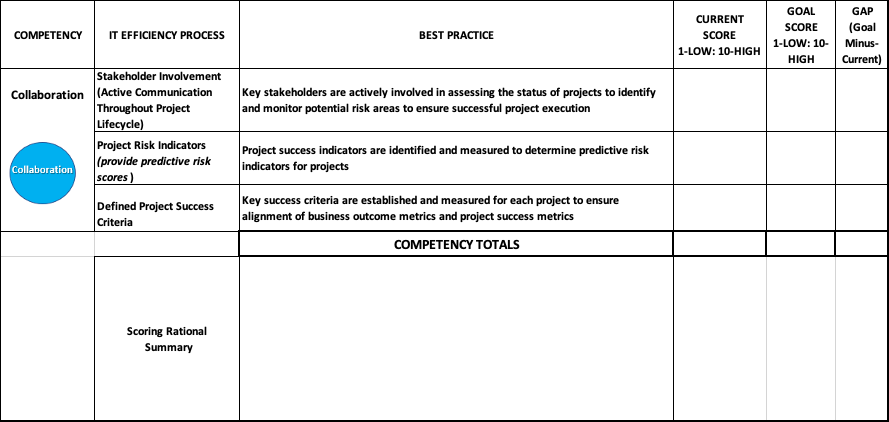 COMPETENCY
IT EFFICIENCY PROCESS
BEST PRACTICE
CURRENT
SCORE
1-LOW: 10-HIGH
GOAL
SCORE
1-LOW: 10-
HIGH
GAP
(Goal
Minus-
Current)
Collaboration
Collaboration
Stakeholder Involvement
(Active Communication
Throughout Project
Lifecycle)
Key stakeholders are actively involved in assessing the status of projects to identify
and monitor potential risk areas to ensure successful project execution
Project Risk Indicators
(provide predictive risk
scores )
Project success indicators are identified and measured to determine predictive risk
indicators for projects
Defined Project Success
Criteria
Key success criteria are established and measured for each project to ensure
alignment of business outcome metrics and project success metrics
COMPETENCY TOTALS
Scoring Rational
Summary